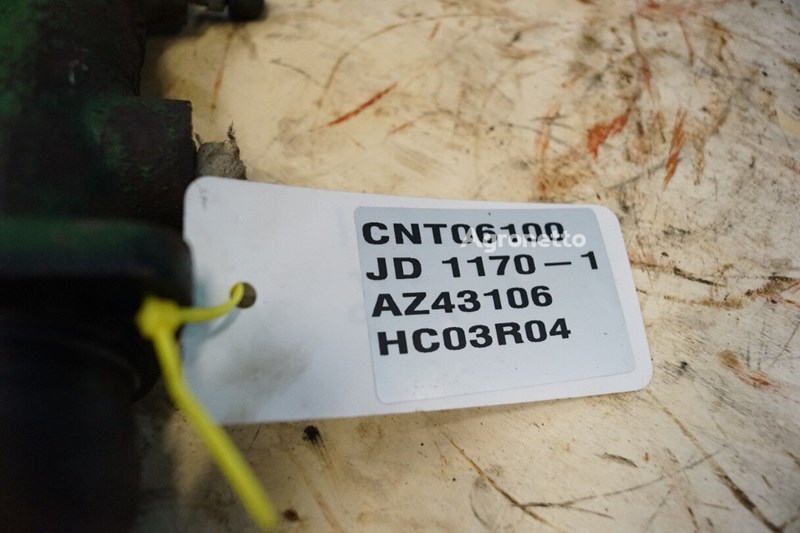 CNT06100
Agronetto
JD 1170-1
AZ43106
HC03R04